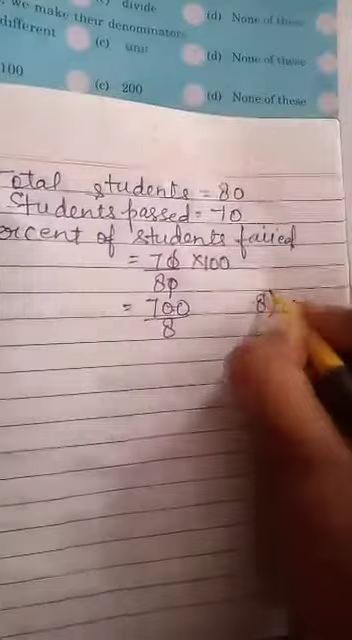 divide
(d) None of these
we make their denominators
different
(c) unit
(d) None of these
100
(c) 200
(d) None of these
Total students = 80
Students passed = 70
percent of students failed
= 70 × 100
80
= 700
8
8)